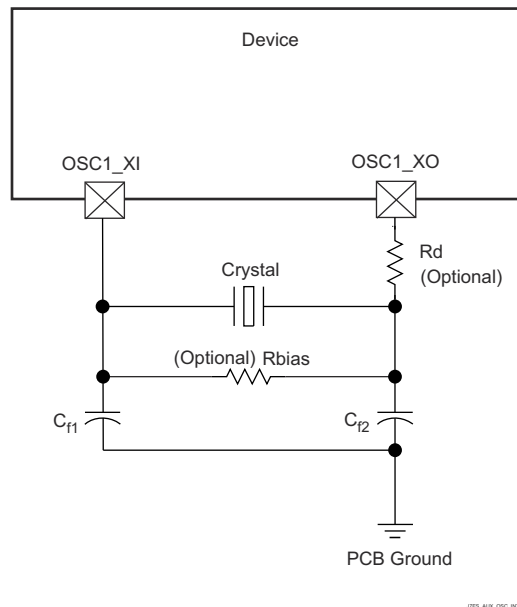 Device
OSC1_XI
OSC1_XO
Rd
(Optional)
Crystal
(Optional) Rbias
Cf1
Cf2
PCB Ground